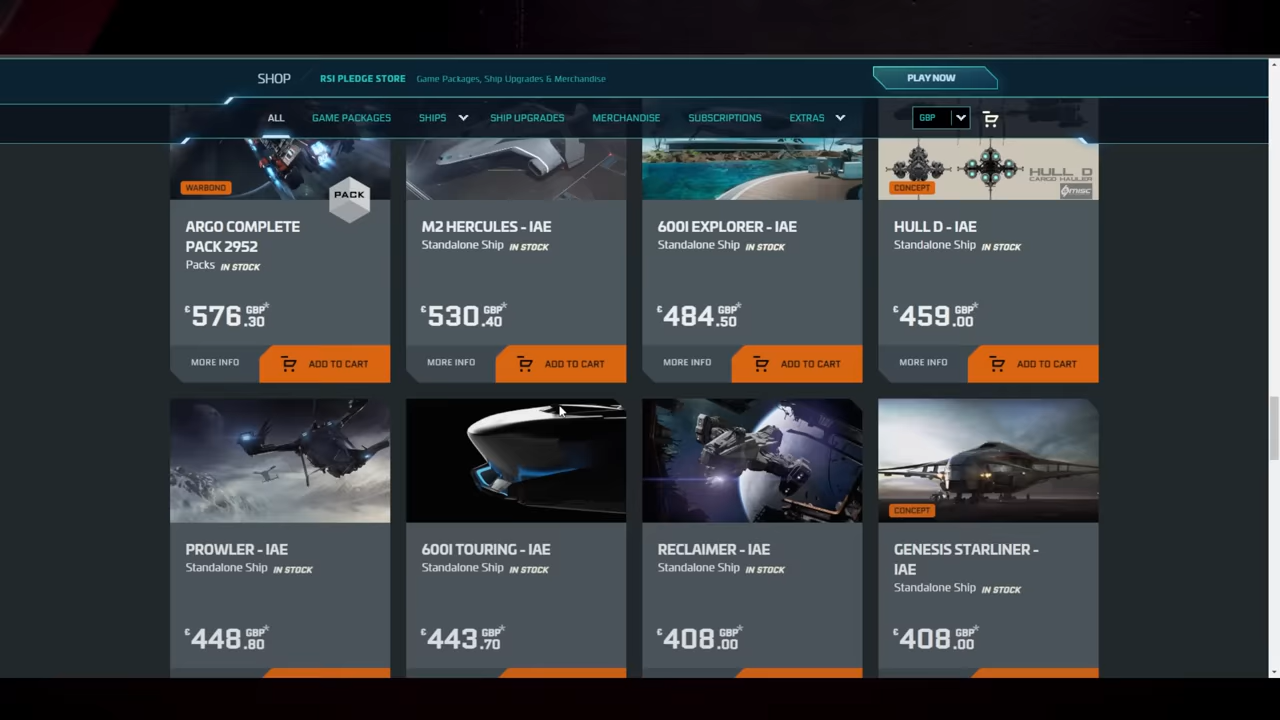 SHOP
RSI PLEDGE STORE
Game Packages, Ship Upgrades & Merchandise
PLAY NOW
ALL
GAME PACKAGES
SHIPS
SHIP UPGRADES
MERCHANDISE
SUBSCRIPTIONS
EXTRAS
GBP
WARBOND
PACK
CONCEPT
HULL D
CARGO HAULER
MISC
ARGO COMPLETE
PACK 2952
Packs IN STOCK
£576.30 GBP*
MORE INFO
ADD TO CART
M2 HERCULES - IAE
Standalone Ship IN STOCK
£530.40 GBP*
MORE INFO
ADD TO CART
600I EXPLORER - IAE
Standalone Ship IN STOCK
£484.50 GBP*
MORE INFO
ADD TO CART
HULL D - IAE
Standalone Ship IN STOCK
£459.00 GBP*
MORE INFO
ADD TO CART
PROWLER - IAE
Standalone Ship IN STOCK
£448.80 GBP*
600I TOURING - IAE
Standalone Ship IN STOCK
£443.70 GBP*
RECLAIMER - IAE
Standalone Ship IN STOCK
£408.00 GBP*
CONCEPT
GENESIS STARLINER -
IAE
Standalone Ship IN STOCK
£408.00 GBP*